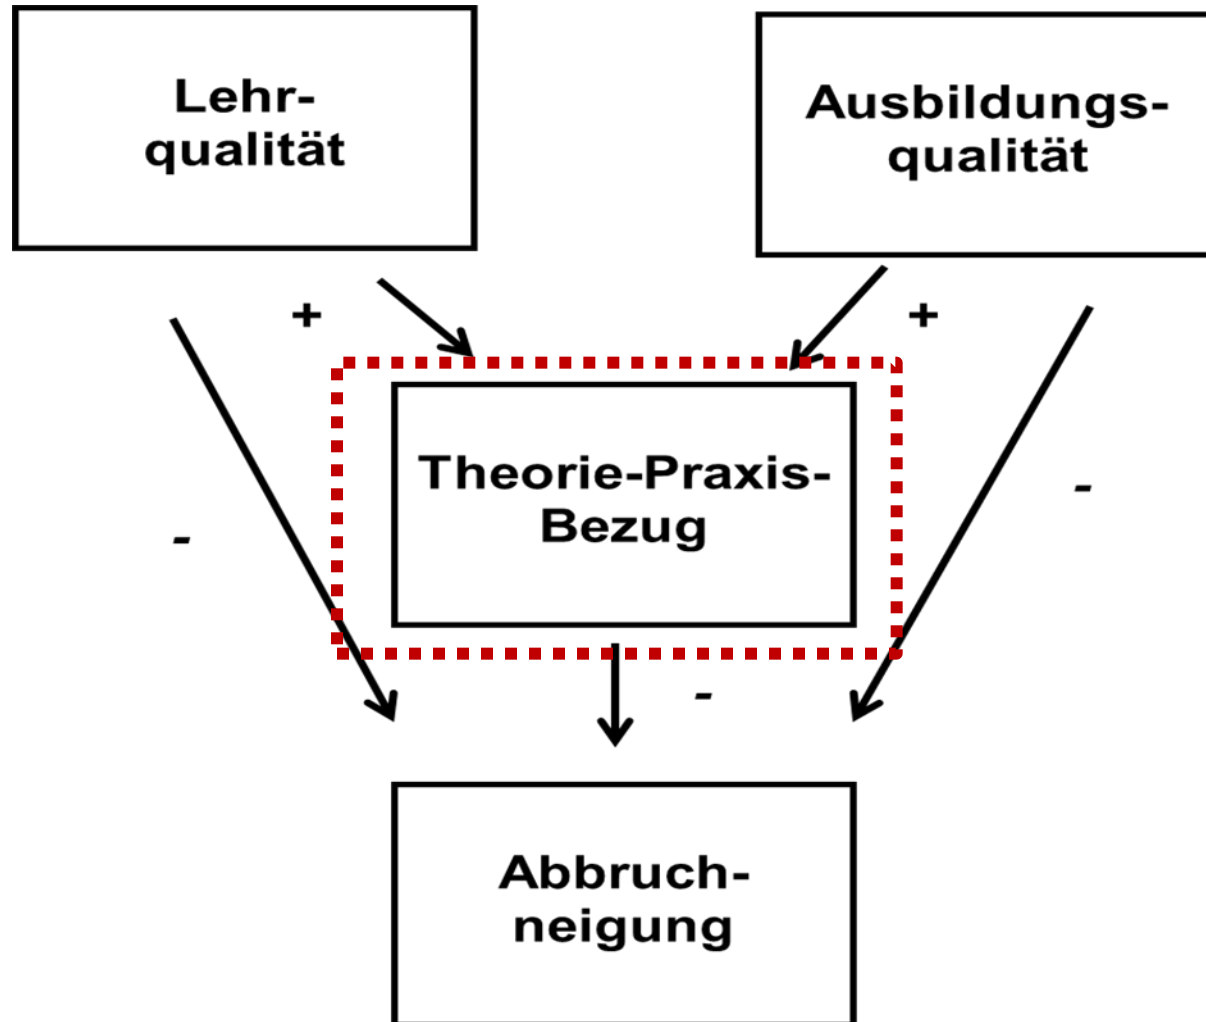 Lehr-
qualität
Ausbildungs-
qualität
+
+
Theorie-Praxis-
Bezug
-
-
-
Abbruch-
neigung